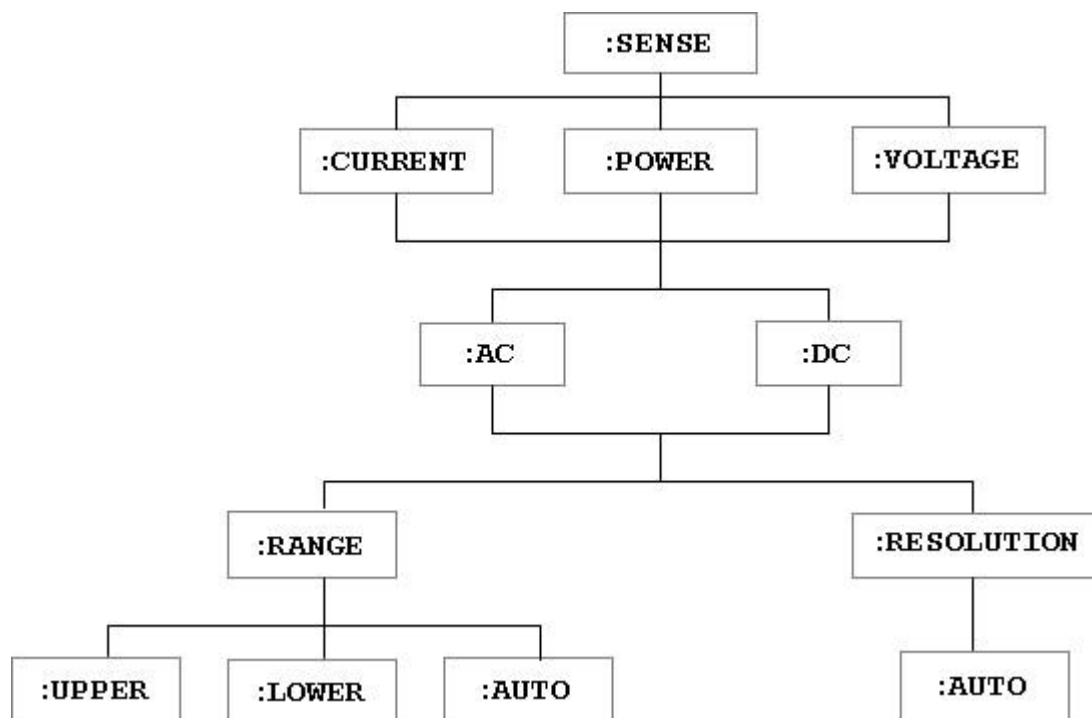 :SENSE
:CURRENT
:POWER
:VOLTAGE
:AC
:DC
:RANGE
:RESOLUTION
:UPPER
:LOWER
:AUTO
:AUTO